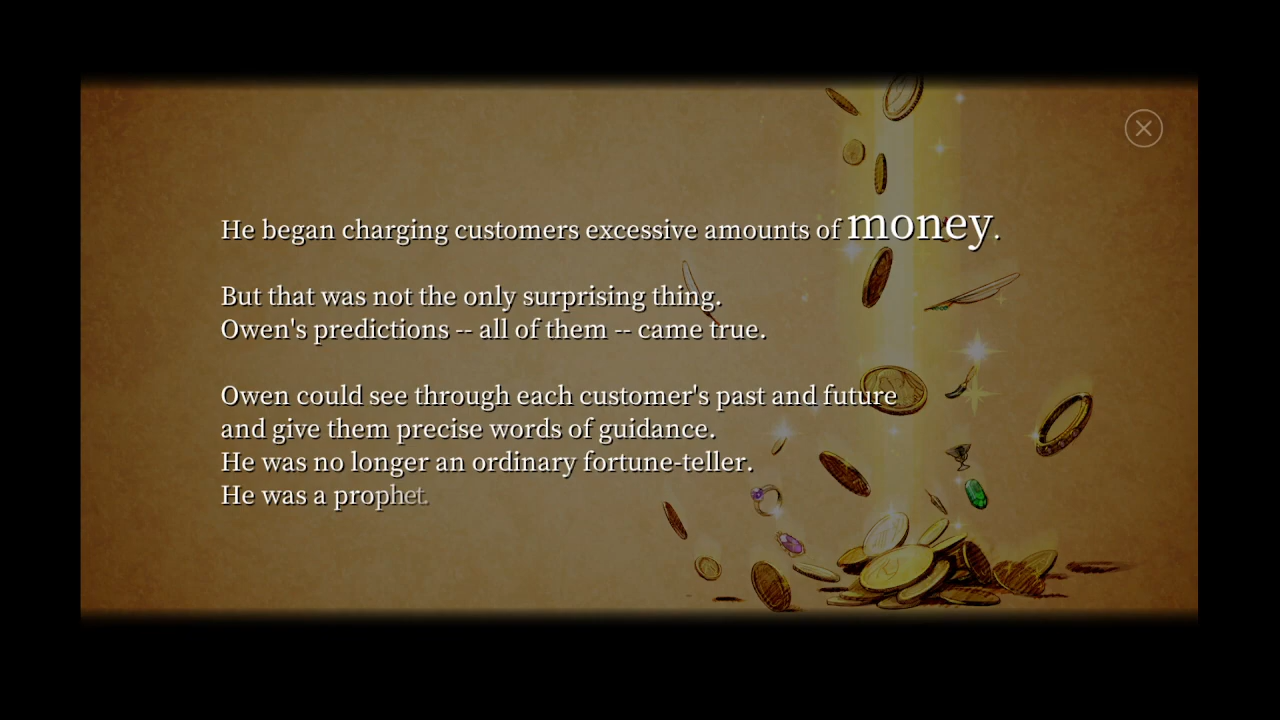 He began charging customers excessive amounts of money.
But that was not the only surprising thing.
Owen's predictions -- all of them -- came true.
Owen could see through each customer's past and future
and give them precise words of guidance.
He was no longer an ordinary fortune-teller.
He was a prophet.